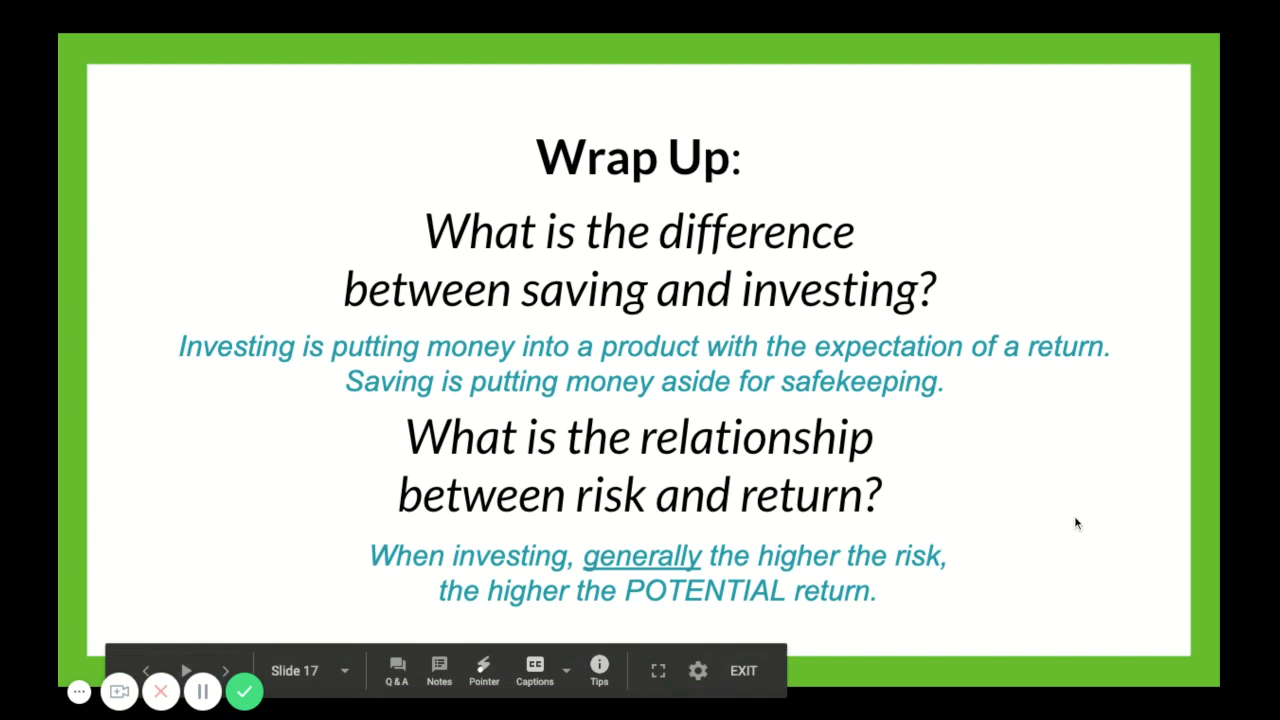 Wrap Up:
What is the difference
between saving and investing?
Investing is putting money into a product with the expectation of a return.
Saving is putting money aside for safekeeping.
What is the relationship
between risk and return?
When investing, generally the higher the risk,
the higher the POTENTIAL return.
Slide 17
Q & A
Notes
Pointer
CC
Captions
Tips
EXIT